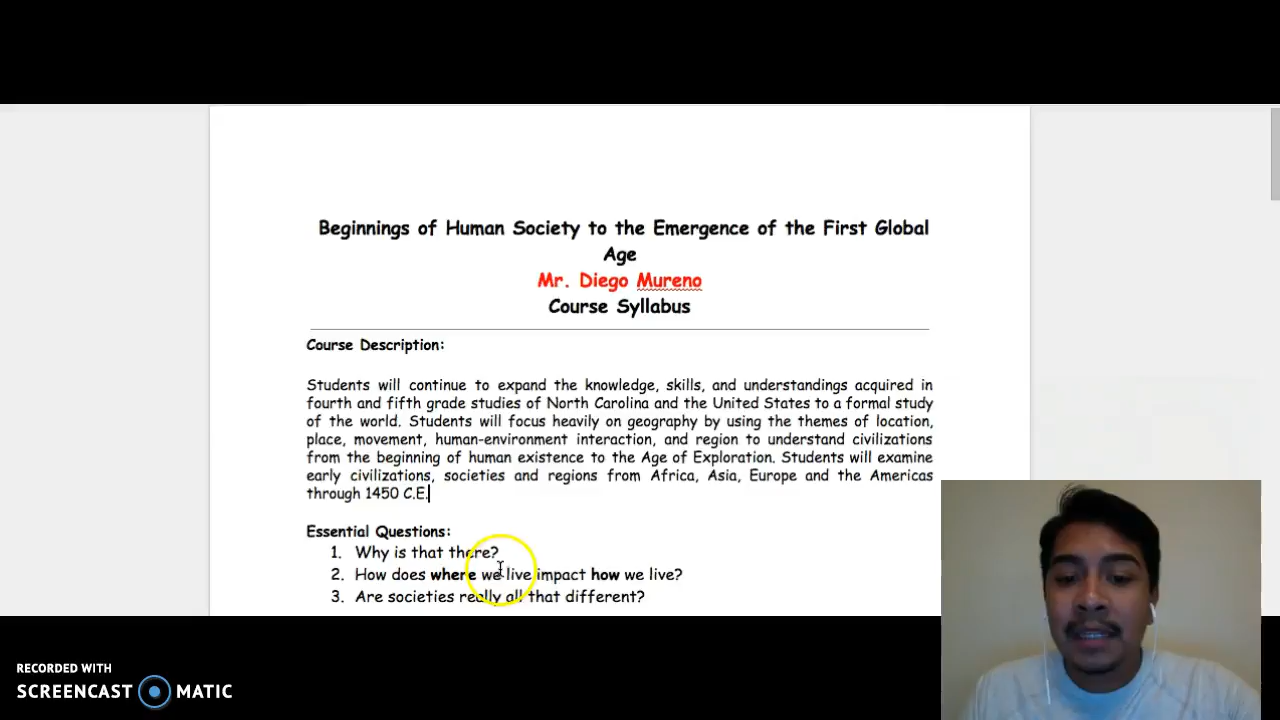 Beginnings of Human Society to the Emergence of the First Global
Age
Mr. Diego Mureno
Course Syllabus
Course Description:
Students will continue to expand the knowledge, skills, and understandings acquired in
fourth and fifth grade studies of North Carolina and the United States to a formal study
of the world. Students will focus heavily on geography by using the themes of location,
place, movement, human-environment interaction, and region to understand civilizations
from the beginning of human existence to the Age of Exploration. Students will examine
early civilizations, societies and regions from Africa, Asia, Europe and the Americas
through 1450 C.E.
Essential Questions:
1. Why is that there?
2. How does where we live impact how we live?
3. Are societies really all that different?
RECORDED WITH
SCREENCAST MATIC